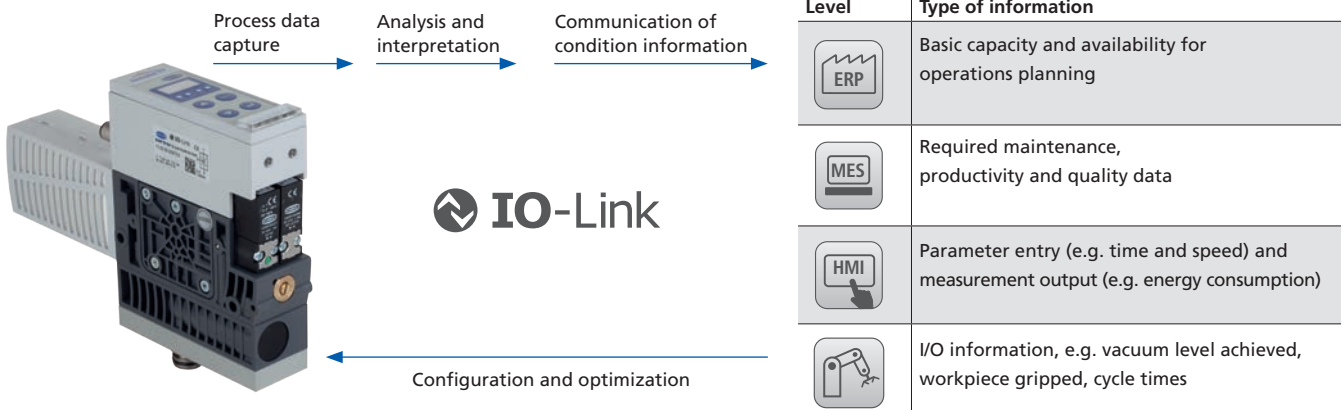 Process data
capture
Analysis and
interpretation
Communication of
condition information
Level
Type of information
ERP
Basic capacity and availability for
operations planning
MES
Required maintenance,
productivity and quality data
IO-Link
HMI
Parameter entry (e.g. time and speed) and
measurement output (e.g. energy consumption)
I/O information, e.g. vacuum level achieved,
workpiece gripped, cycle times
Configuration and optimization
IO-Link